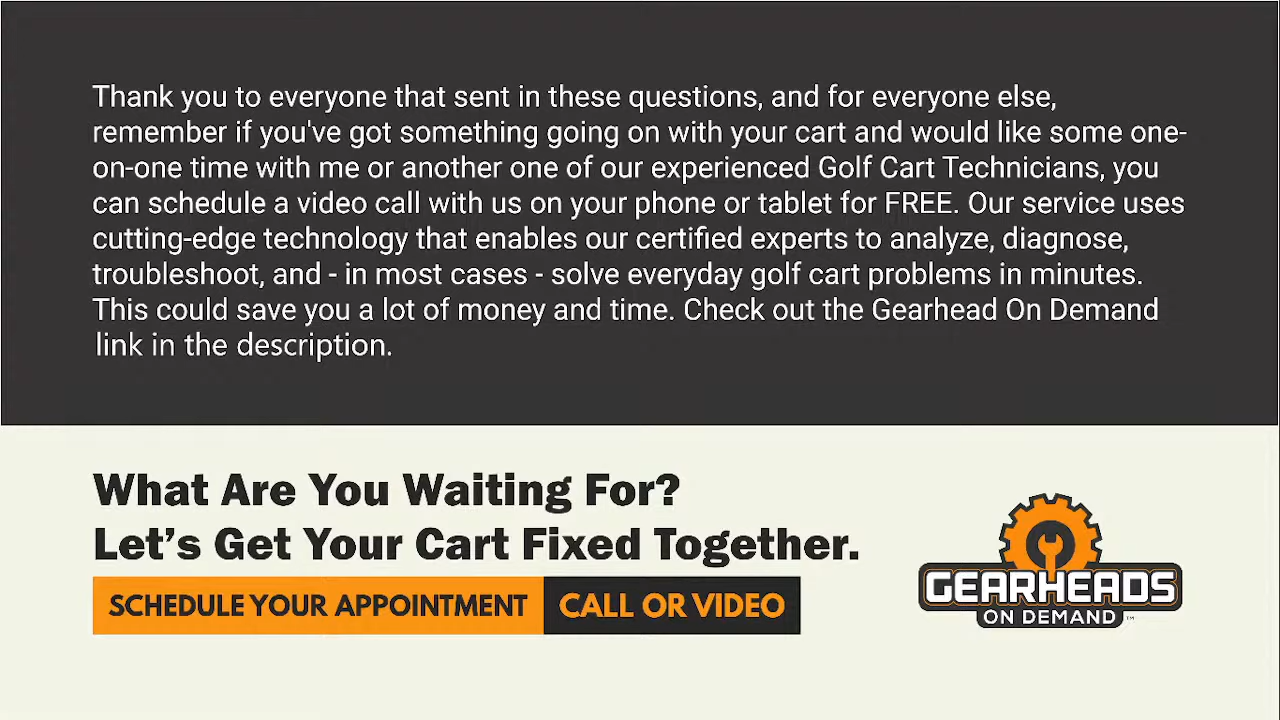 Thank you to everyone that sent in these questions, and for everyone else,
remember if you've got something going on with your cart and would like some one-
on-one time with me or another one of our experienced Golf Cart Technicians, you
can schedule a video call with us on your phone or tablet for FREE. Our service uses
cutting-edge technology that enables our certified experts to analyze, diagnose,
troubleshoot, and - in most cases - solve everyday golf cart problems in minutes.
This could save you a lot of money and time. Check out the Gearhead On Demand
link in the description.
What Are You Waiting For?
Let’s Get Your Cart Fixed Together.
SCHEDULE YOUR APPOINTMENT CALL OR VIDEO
GEARHEADS
ON DEMAND™